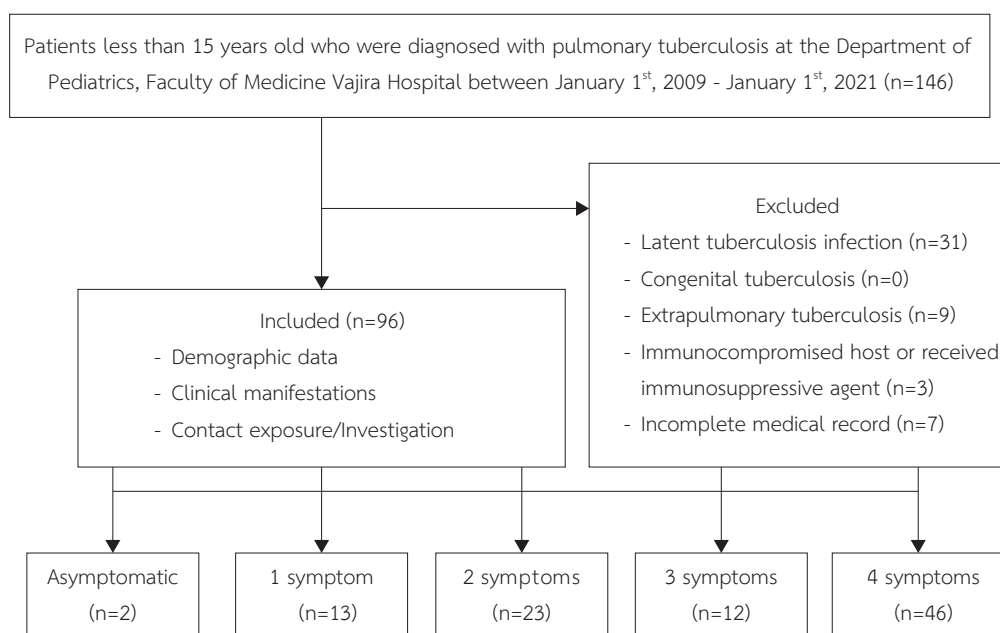 Patients less than 15 years old who were diagnosed with pulmonary tuberculosis at the Department of
Pediatrics, Faculty of Medicine Vajira Hospital between January 1st, 2009 - January 1st, 2021 (n=146)
Excluded
- Latent tuberculosis infection (n=31)
- Congenital tuberculosis (n=0)
- Extrapulmonary tuberculosis (n=9)
- Immunocompromised host or received
immunosuppressive agent (n=3)
- Incomplete medical record (n=7)
Included (n=96)
- Demographic data
- Clinical manifestations
- Contact exposure/Investigation
Asymptomatic
(n=2)
1 symptom
(n=13)
2 symptoms
(n=23)
3 symptoms
(n=12)
4 symptoms
(n=46)